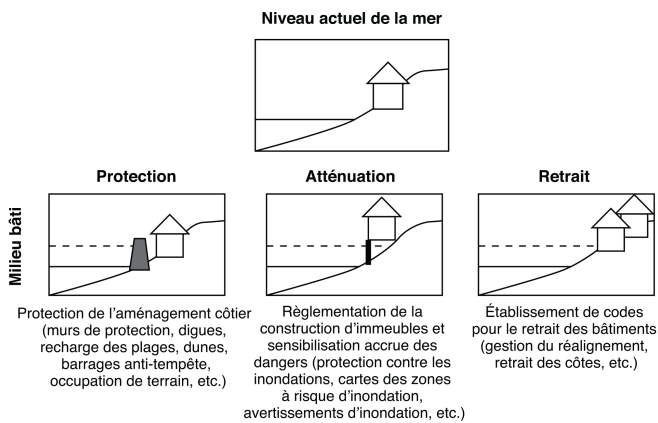 Niveau actuel de la mer
Protection
Atténuation
Retrait
Milieu bâti
Protection de l'aménagement côtier
(murs de protection, digues,
recharge des plages, dunes,
barrages anti-tempête,
occupation de terrain, etc.)
Règlementation de la
construction d'immeubles et
sensibilisation accrue des
dangers (protection contre les
inondations, cartes des zones
à risque d'inondation,
avertissements d'inondation, etc.)
Établissement de codes
pour le retrait des bâtiments
(gestion du réalignement,
retrait des côtes, etc.)